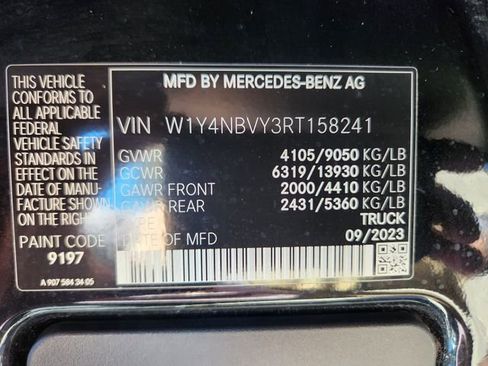 MFD BY MERCEDES-BENZ AG
THIS VEHICLE
CONFORMS TO ALL
APPLICABLE
FEDERAL
VEHICLE SAFETY
STANDARDS IN
EFFECT ON THE
DATE OF MANU-
FACTURE SHOWN
ON THE RIGHT
PAINT CODE
9197
A 907 584 34 05
VIN W1Y4NBVY3RT158241
GVWR 4105/9050 KG/LB
GCWR 6319/13930 KG/LB
GAWR FRONT 2000/4410 KG/LB
GAWR REAR 2431/5360 KG/LB
TRUCK
DATE OF MFD 09/2023